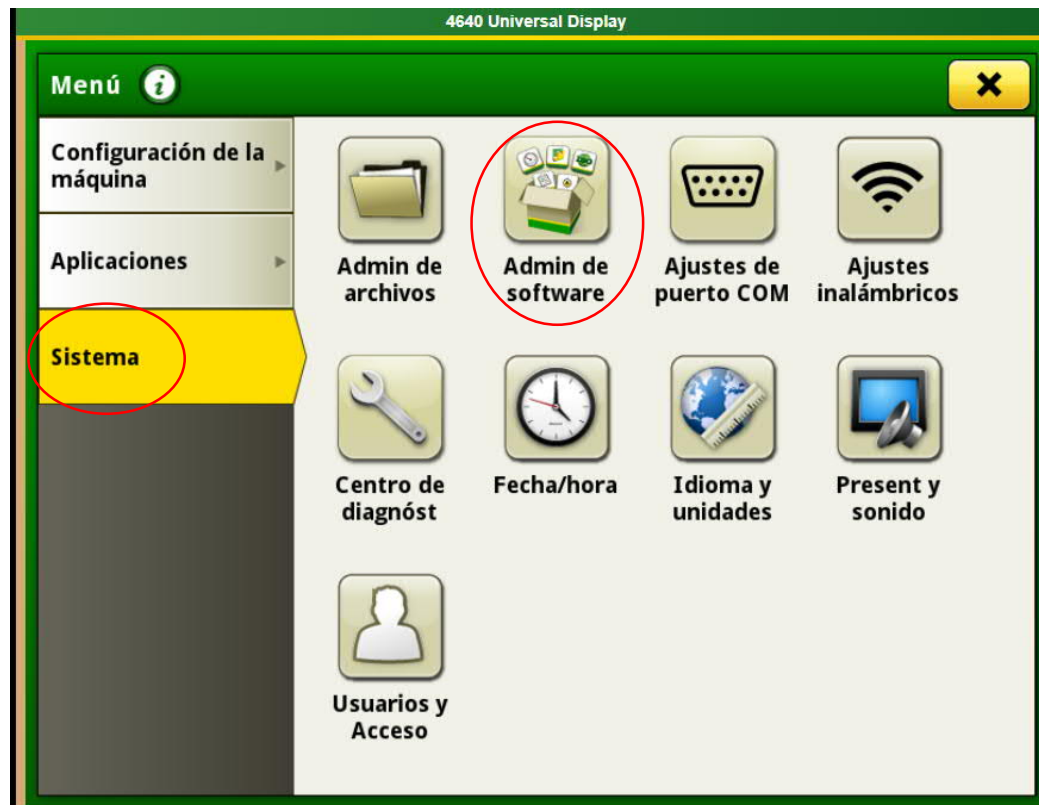 4640 Universal Display
Menú
Configuración de la
máquina
Aplicaciones
Sistema
Admin de
archivos
Admin de
software
Ajustes de
puerto COM
Ajustes
inalámbricos
Centro de
diagnóst
Fecha/hora
Idioma y
unidades
Present y
sonido
Usuarios y
Acceso